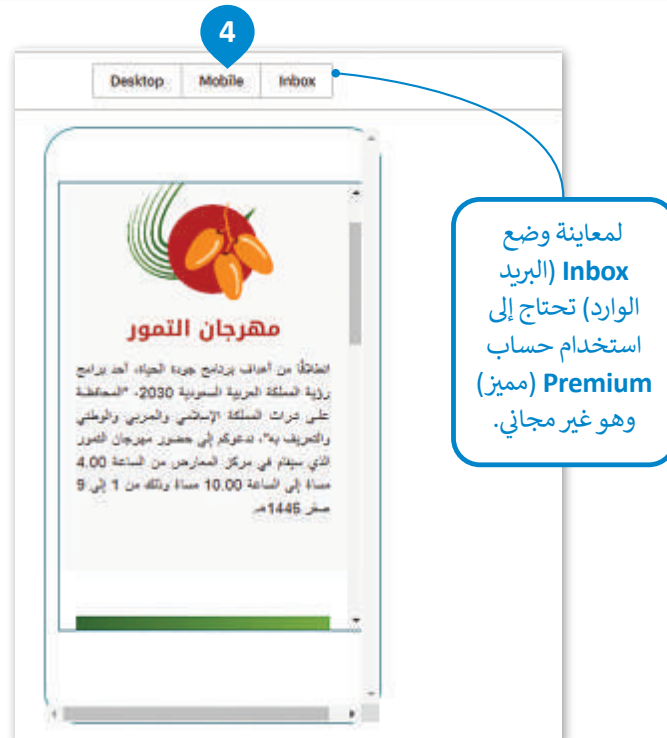 4
Desktop
Mobile
Inbox
لمعاينة وضع
Inbox (البريد
الوارد) تحتاج إلى
استخدام حساب
Premium (مميز)
وهو غير مجاني.
مهرجان التمور
انطلاقًا من أهداف برنامج جودة الحياة، أحد برامج
رؤية المملكة العربية السعودية 2030، "المحافظة
على تراث المملكة الإسلامي والعربي والوطني
والتعريف به"، ندعوكم إلى حضور مهرجان التمور
الذي سيقام في مركز المعارض من الساعة 4.00
مساءً إلى الساعة 10.00 مساءً وذلك من 1 إلى 9
صفر 1446هـ.